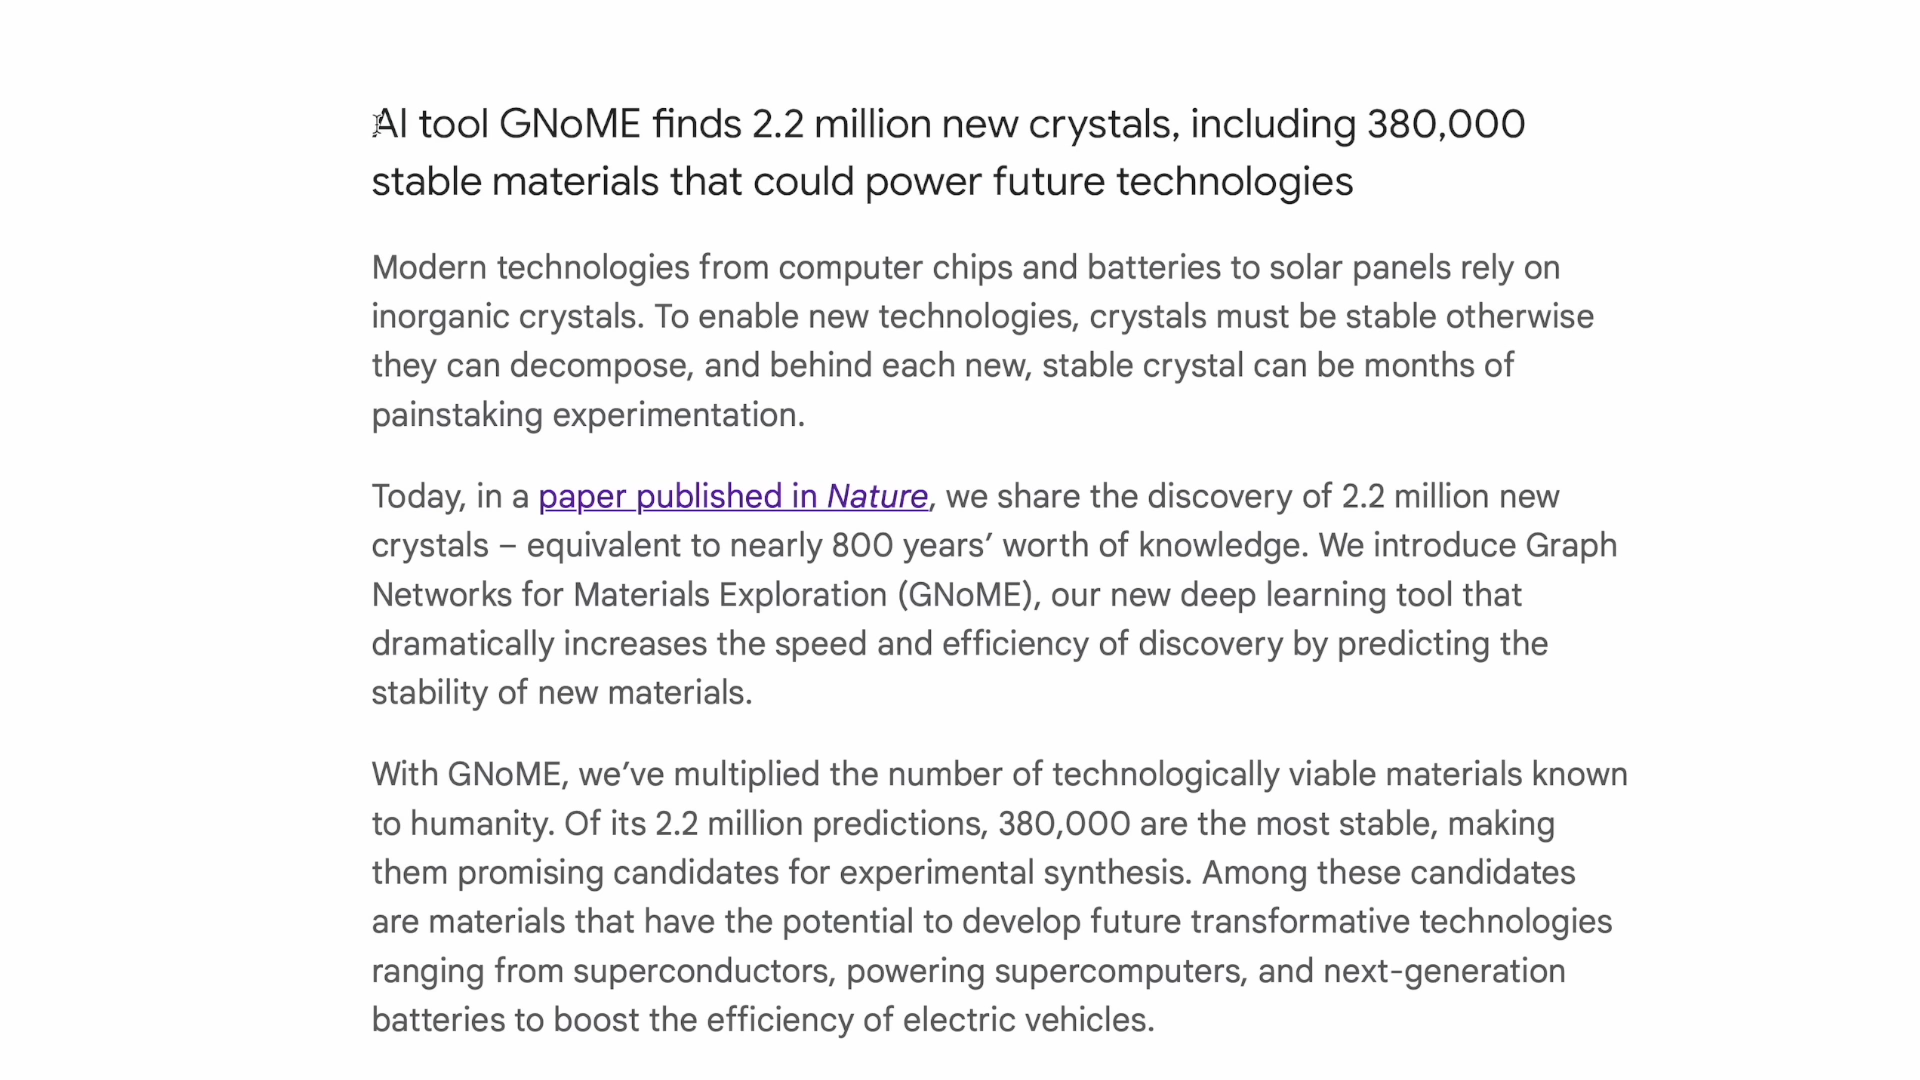 AI tool GNoME finds 2.2 million new crystals, including 380,000
stable materials that could power future technologies
Modern technologies from computer chips and batteries to solar panels rely on
inorganic crystals. To enable new technologies, crystals must be stable otherwise
they can decompose, and behind each new, stable crystal can be months of
painstaking experimentation.
Today, in a paper published in Nature, we share the discovery of 2.2 million new
crystals – equivalent to nearly 800 years’ worth of knowledge. We introduce Graph
Networks for Materials Exploration (GNoME), our new deep learning tool that
dramatically increases the speed and efficiency of discovery by predicting the
stability of new materials.
With GNoME, we’ve multiplied the number of technologically viable materials known
to humanity. Of its 2.2 million predictions, 380,000 are the most stable, making
them promising candidates for experimental synthesis. Among these candidates
are materials that have the potential to develop future transformative technologies
ranging from superconductors, powering supercomputers, and next-generation
batteries to boost the efficiency of electric vehicles.